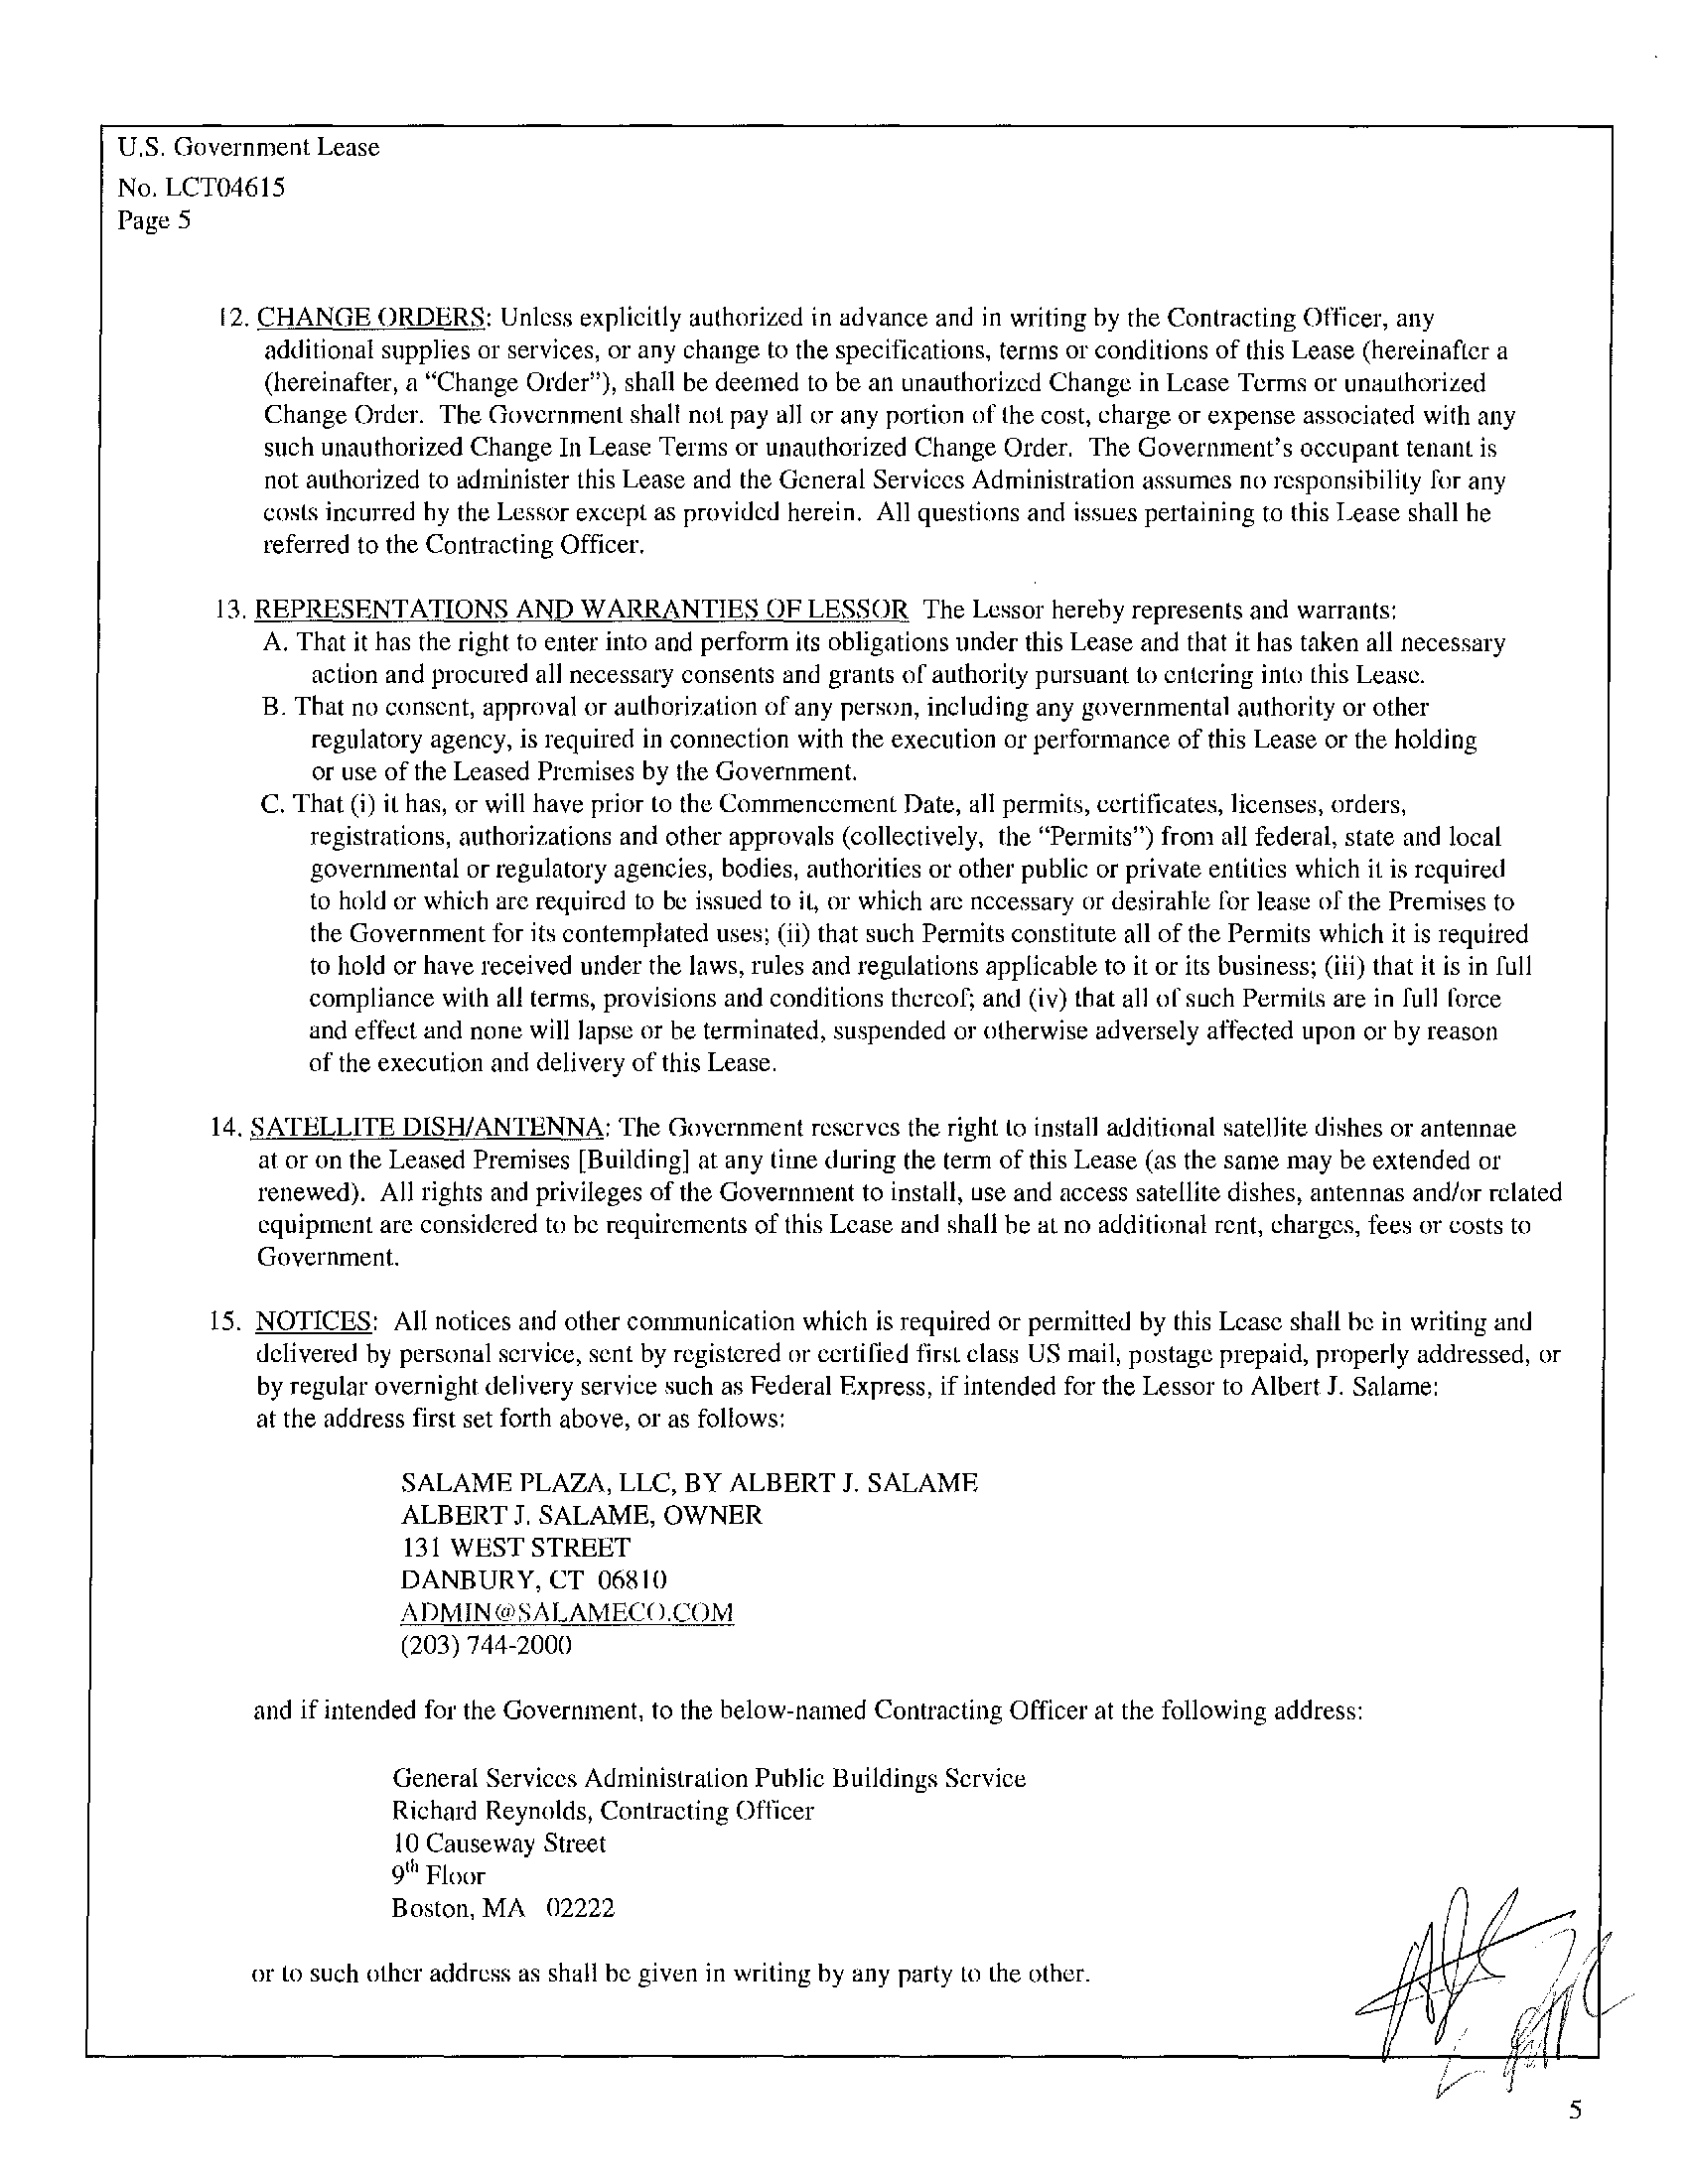 U.S. Government Lease
No. LCT04615
Page 5
12. CHANGE ORDERS: Unless explicitly authorized in advance and in writing by the Contracting Officer, any
additional supplies or services, or any change to the specifications, terms or conditions of this Lease (hereinafter a
(hereinafter, a “Change Order”), shall be deemed to be an unauthorized Change in Lease Terms or unauthorized
Change Order. The Government shall not pay all or any portion of the cost, charge or expense associated with any
such unauthorized Change In Lease Terms or unauthorized Change Order. The Government's occupant tenant is
not authorized to administer this Lease and the General Services Administration assumes no responsibility for any
costs incurred by the Lessor except as provided herein. All questions and issues pertaining to this Lease shall be
referred to the Contracting Officer.
13. REPRESENTATIONS AND WARRANTIES OF LESSOR The Lessor hereby represents and warrants:
A. That it has the right to enter into and perform its obligations under this Lease and that it has taken all necessary
action and procured all necessary consents and grants of authority pursuant to entering into this Lease.
B. That no consent, approval or authorization of any person, including any governmental authority or other
regulatory agency, is required in connection with the execution or performance of this Lease or the holding
or use of the Leased Premises by the Government.
C. That (i) it has, or will have prior to the Commencement Date, all permits, certificates, licenses, orders,
registrations, authorizations and other approvals (collectively, the “Permits”) from all federal, state and local
governmental or regulatory agencies, bodies, authorities or other public or private entities which it is required
to hold or which are required to be issued to it, or which are necessary or desirable for lease of the Premises to
the Government for its contemplated uses; (ii) that such Permits constitute all of the Permits which it is required
to hold or have received under the laws, rules and regulations applicable to it or its business; (iii) that it is in full
compliance with all terms, provisions and conditions thereof; and (iv) that all of such Permits are in full force
and effect and none will lapse or be terminated, suspended or otherwise adversely affected upon or by reason
of the execution and delivery of this Lease.
14. SATELLITE DISH/ANTENNA: The Government reserves the right to install additional satellite dishes or antennae
at or on the Leased Premises [Building] at any time during the term of this Lease (as the same may be extended or
renewed). All rights and privileges of the Government to install, use and access satellite dishes, antennas and/or related
equipment are considered to be requirements of this Lease and shall be at no additional rent, charges, fees or costs to
Government.
15. NOTICES: All notices and other communication which is required or permitted by this Lease shall be in writing and
delivered by personal service, sent by registered or certified first class US mail, postage prepaid, properly addressed, or
by regular overnight delivery service such as Federal Express, if intended for the Lessor to Albert J. Salame:
at the address first set forth above, or as follows:
SALAME PLAZA, LLC, BY ALBERT J. SALAME
ALBERT J. SALAME, OWNER
131 WEST STREET
DANBURY, CT 06810
ADMIN@SALAMECO.COM
(203) 744-2000
and if intended for the Government, to the below-named Contracting Officer at the following address:
General Services Administration Public Buildings Service
Richard Reynolds, Contracting Officer
10 Causeway Street
9th Floor
Boston, MA 02222
or to such other address as shall be given in writing by any party to the other.
5